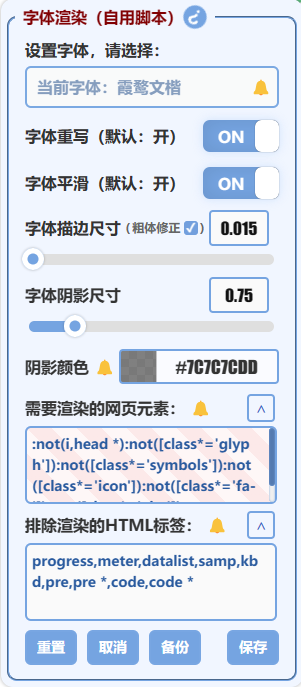 字体渲染（自用脚本）
设置字体，请选择：
当前字体：霞鹜文楷
字体重写（默认：开） ON
字体平滑（默认：开） ON
字体描边尺寸（粗体修正） 0.015
字体阴影尺寸 0.75
阴影颜色 #7C7C7CDD
需要渲染的网页元素： ^
:not(i,head *):not([class*='glyp
h']):not([class*='symbols']):not
([class*='icon']):not([class*='fa-
排除渲染的HTML标签： ^
progress,meter,datalist,samp,kb
d,pre,pre *,code,code *
重置 取消 备份 保存